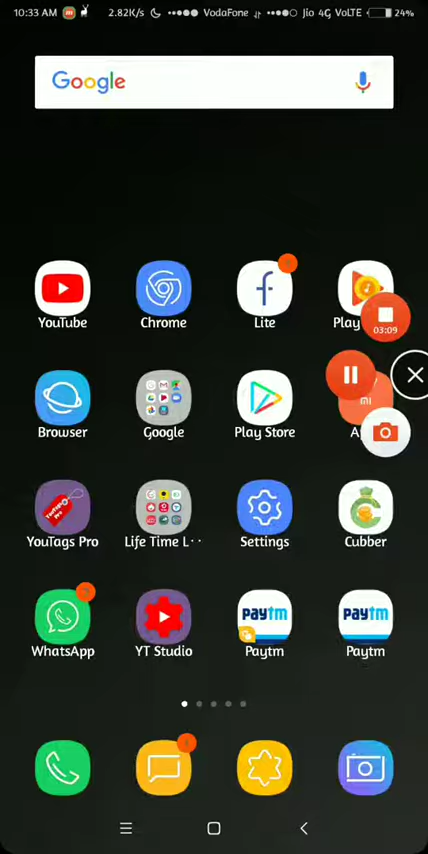 10:33 AM 2.82K/s VodaFone Jio 4G VoLTE 24%
Google
03:09
YouTube Chrome Lite Play
mi
Browser Google Play Store
YouTags Pro Life Time L·· Settings Cubber
paytm paytm
WhatsApp YT Studio Paytm Paytm